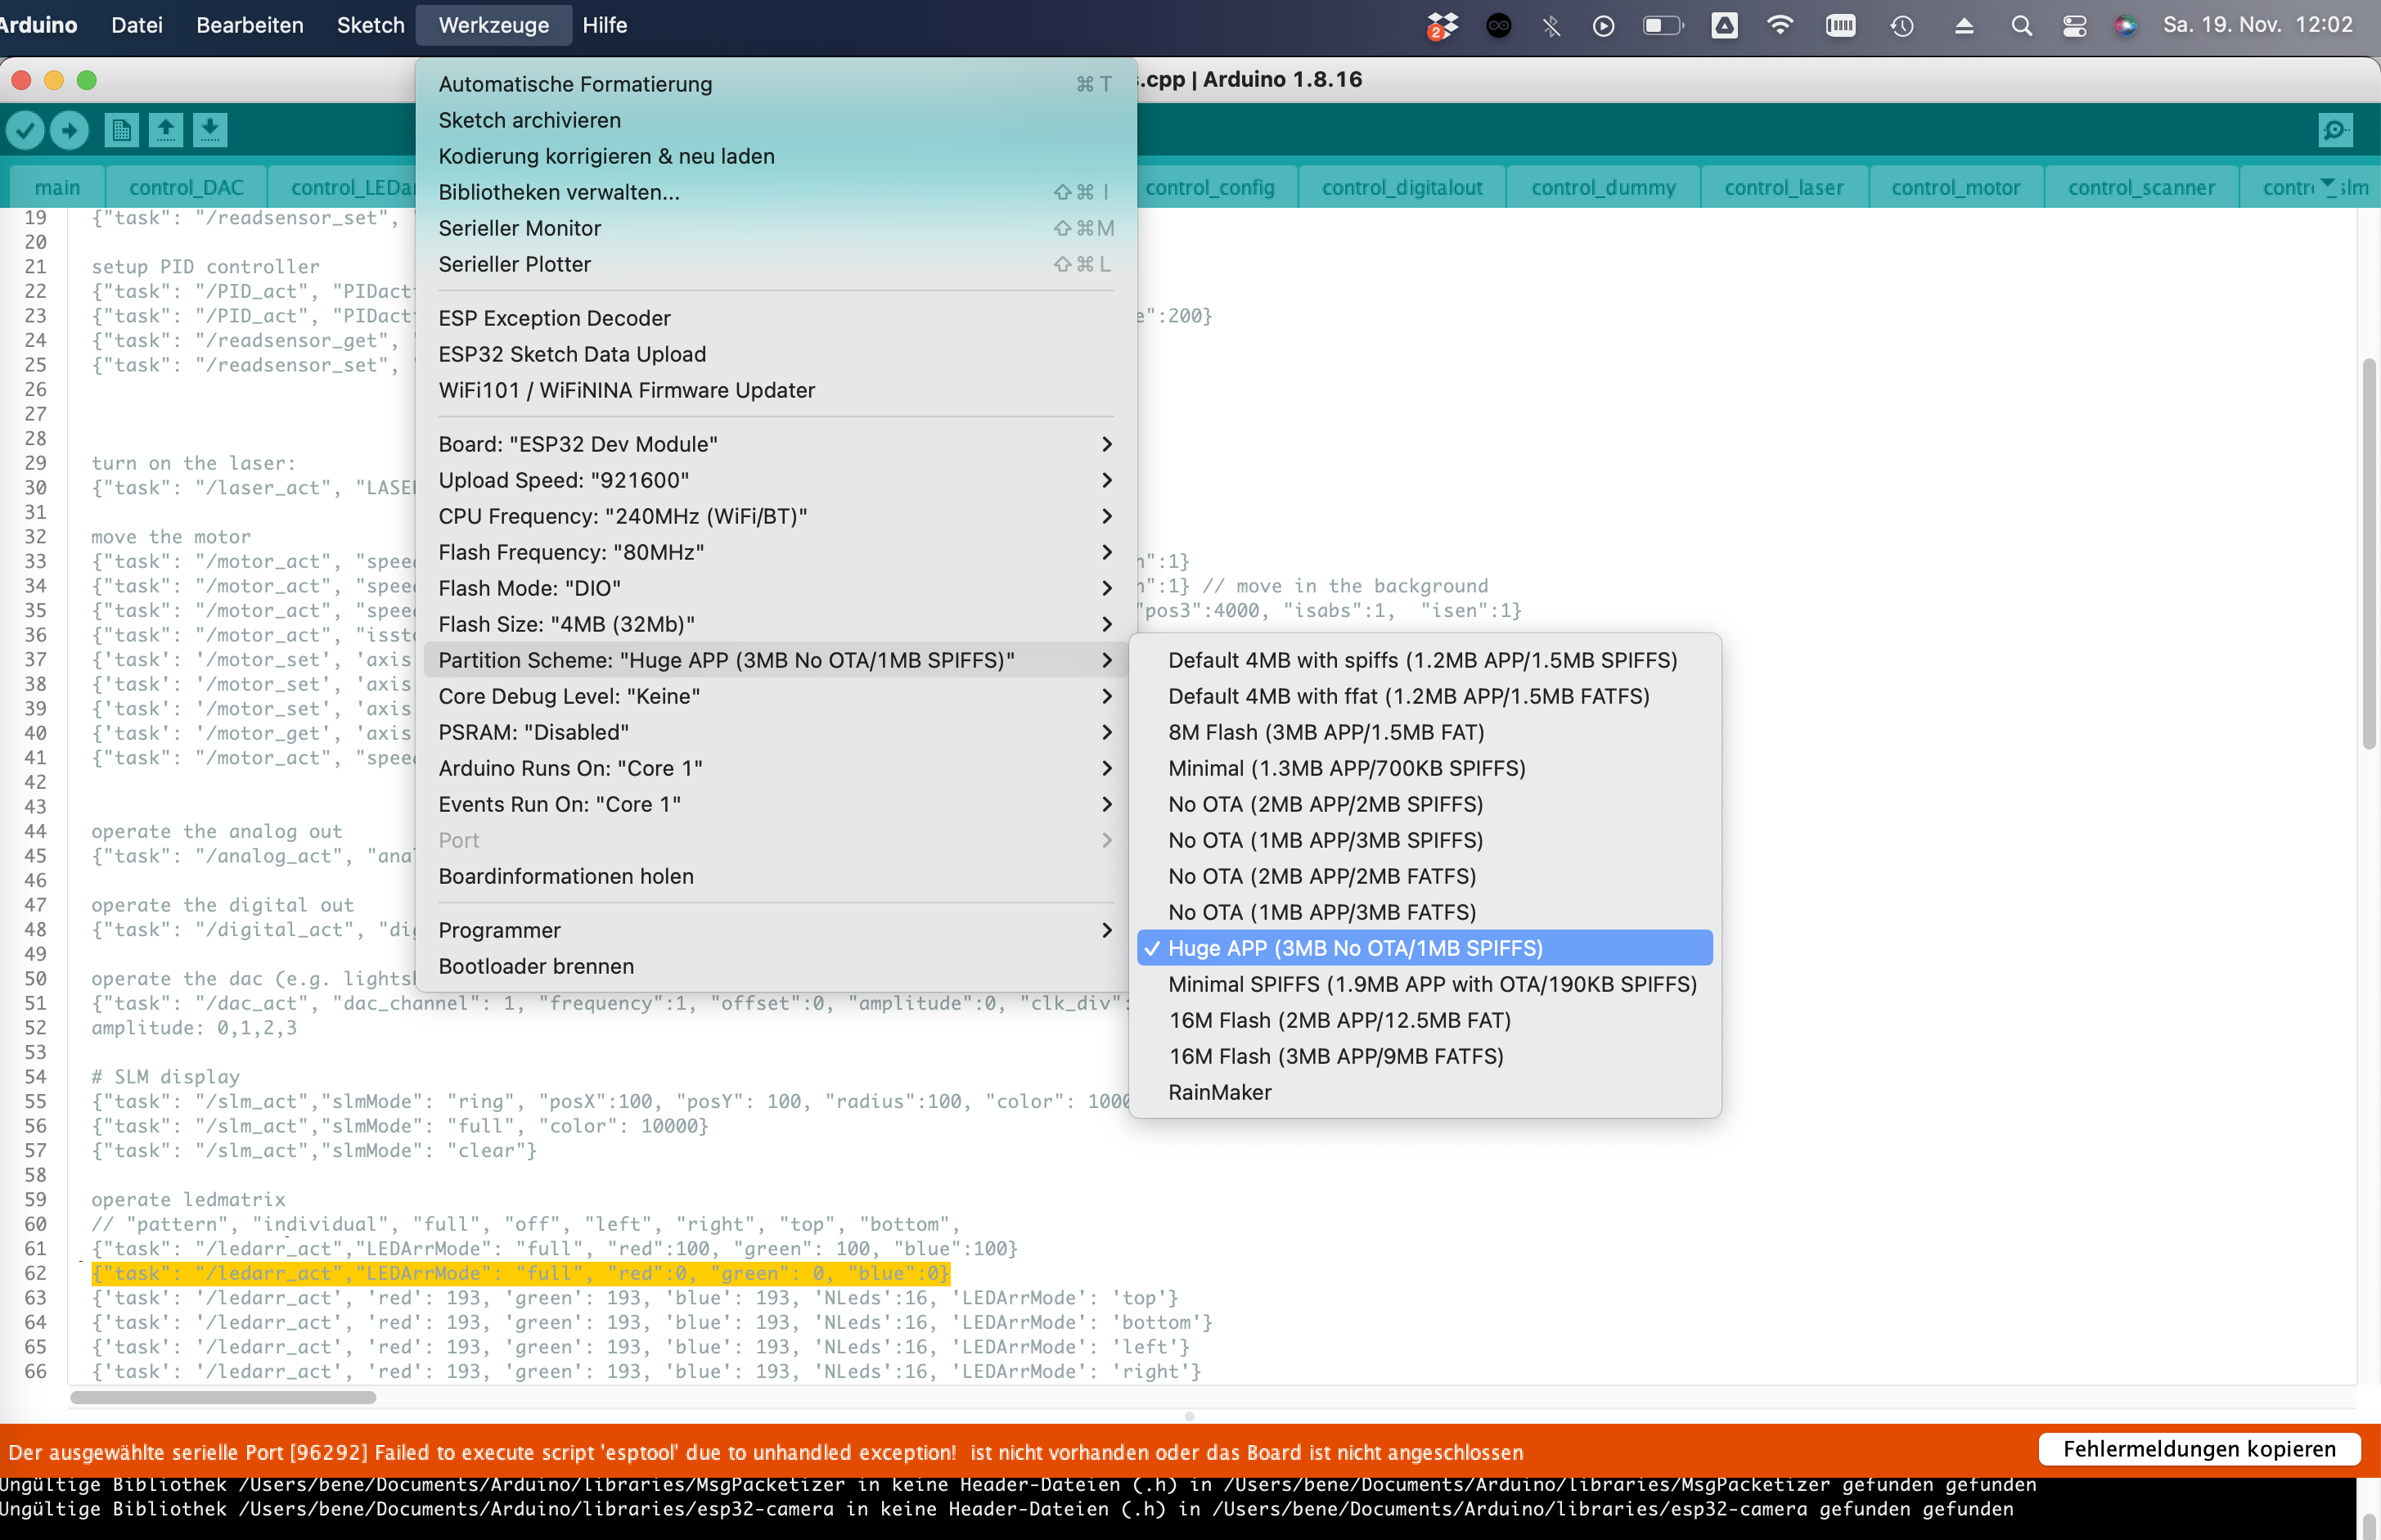 Arduino Datei Bearbeiten Sketch Werkzeuge Hilfe 2 Sa. 19. Nov. 12:02
s.cpp | Arduino 1.8.16
main control_DAC control_LEDar control_config control_digitalout control_dummy control_laser control_motor control_scanner contr slm
Automatische Formatierung ⌘ T
Sketch archivieren
Kodierung korrigieren & neu laden
Bibliotheken verwalten... ⇧ ⌘ I
Serieller Monitor ⇧ ⌘ M
Serieller Plotter ⇧ ⌘ L
ESP Exception Decoder
ESP32 Sketch Data Upload
WiFi101 / WiFiNINA Firmware Updater
Board: "ESP32 Dev Module"
Upload Speed: "921600"
CPU Frequency: "240MHz (WiFi/BT)"
Flash Frequency: "80MHz"
Flash Mode: "DIO"
Flash Size: "4MB (32Mb)"
Partition Scheme: "Huge APP (3MB No OTA/1MB SPIFFS)"
Core Debug Level: "Keine"
PSRAM: "Disabled"
Arduino Runs On: "Core 1"
Events Run On: "Core 1"
Port
Boardinformationen holen
Programmer
Bootloader brennen
Default 4MB with spiffs (1.2MB APP/1.5MB SPIFFS)
Default 4MB with ffat (1.2MB APP/1.5MB FATFS)
8M Flash (3MB APP/1.5MB FAT)
Minimal (1.3MB APP/700KB SPIFFS)
No OTA (2MB APP/2MB SPIFFS)
No OTA (1MB APP/3MB SPIFFS)
No OTA (2MB APP/2MB FATFS)
No OTA (1MB APP/3MB FATFS)
✓ Huge APP (3MB No OTA/1MB SPIFFS)
Minimal SPIFFS (1.9MB APP with OTA/190KB SPIFFS)
16M Flash (2MB APP/12.5MB FAT)
16M Flash (3MB APP/9MB FATFS)
RainMaker
19 {"task": "/readsensor_set",
20
21 setup PID controller
22 {"task": "/PID_act", "PIDact
23 {"task": "/PID_act", "PIDact e":200}
24 {"task": "/readsensor_get",
25 {"task": "/readsensor_set",
26
27
28
29 turn on the laser:
30 {"task": "/laser_act", "LASE
31
32 move the motor
33 {"task": "/motor_act", "spee n":1}
34 {"task": "/motor_act", "spee n":1} // move in the background
35 {"task": "/motor_act", "spee "pos3":4000, "isabs":1, "isen":1}
36 {"task": "/motor_act", "isst
37 {'task': '/motor_set', 'axis
38 {'task': '/motor_set', 'axis
39 {'task': '/motor_set', 'axis
40 {'task': '/motor_get', 'axis
41 {"task": "/motor_act", "spee
42
43
44 operate the analog out
45 {"task": "/analog_act", "ana
46
47 operate the digital out
48 {"task": "/digital_act", "dig
49
50 operate the dac (e.g. lights
51 {"task": "/dac_act", "dac_channel": 1, "frequency":1, "offset":0, "amplitude":0, "clk_div":
52 amplitude: 0,1,2,3
53
54 # SLM display
55 {"task": "/slm_act","slmMode": "ring", "posX":100, "posY": 100, "radius":100, "color": 1000
56 {"task": "/slm_act","slmMode": "full", "color": 10000}
57 {"task": "/slm_act","slmMode": "clear"}
58
59 operate ledmatrix
60 // "pattern", "individual", "full", "off", "left", "right", "top", "bottom",
61 {"task": "/ledarr_act","LEDArrMode": "full", "red":100, "green": 100, "blue":100}
62 {"task": "/ledarr_act","LEDArrMode": "full", "red":0, "green": 0, "blue":0}
63 {'task': '/ledarr_act', 'red': 193, 'green': 193, 'blue': 193, 'NLeds':16, 'LEDArrMode': 'top'}
64 {'task': '/ledarr_act', 'red': 193, 'green': 193, 'blue': 193, 'NLeds':16, 'LEDArrMode': 'bottom'}
65 {'task': '/ledarr_act', 'red': 193, 'green': 193, 'blue': 193, 'NLeds':16, 'LEDArrMode': 'left'}
66 {'task': '/ledarr_act', 'red': 193, 'green': 193, 'blue': 193, 'NLeds':16, 'LEDArrMode': 'right'}
Der ausgewählte serielle Port [96292] Failed to execute script 'esptool' due to unhandled exception! ist nicht vorhanden oder das Board ist nicht angeschlossen Fehlermeldungen kopieren
Ungültige Bibliothek /Users/bene/Documents/Arduino/libraries/MsgPacketizer in keine Header-Dateien (.h) in /Users/bene/Documents/Arduino/libraries/MsgPacketizer gefunden gefunden
Ungültige Bibliothek /Users/bene/Documents/Arduino/libraries/esp32-camera in keine Header-Dateien (.h) in /Users/bene/Documents/Arduino/libraries/esp32-camera gefunden gefunden